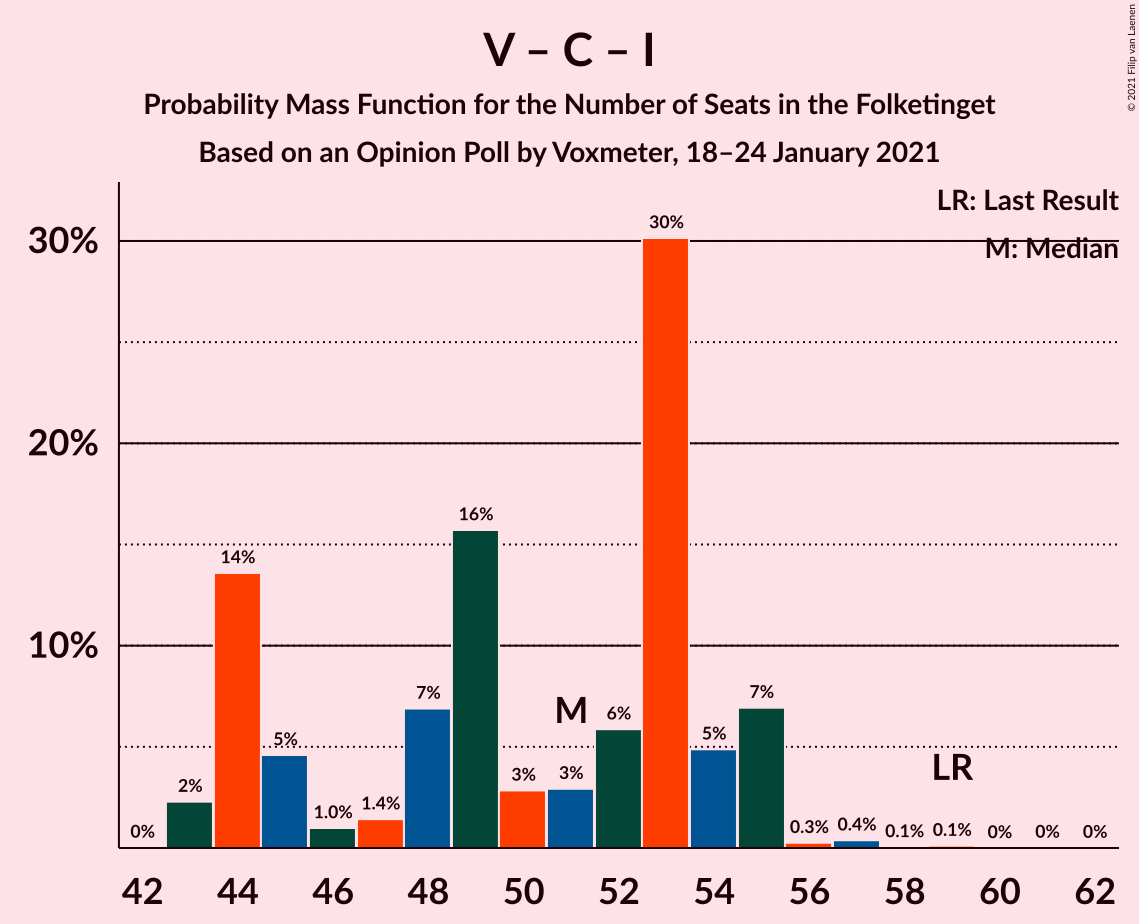 V – C – I
Probability Mass Function for the Number of Seats in the Folketinget
Based on an Opinion Poll by Voxmeter, 18–24 January 2021
© 2021 Filip van Laenen
LR: Last Result
M: Median
30%
20%
10%
0%
2%
14%
5%
1.0%
1.4%
7%
16%
3%
3%
M
6%
30%
5%
7%
0.3%
0.4%
0.1%
0.1%
LR
0%
0%
0%
42 44 46 48 50 52 54 56 58 60 62